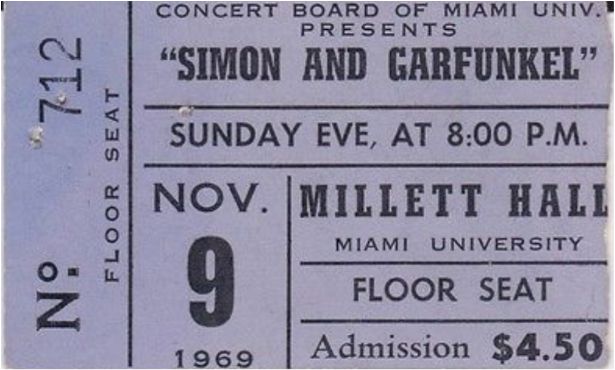 CONCERT BOARD OF MIAMI UNIV.
PRESENTS
"SIMON AND GARFUNKEL"
SUNDAY EVE, AT 8:00 P.M.
NOV.
9
1969
MILLETT HALL
MIAMI UNIVERSITY
FLOOR SEAT
Admission $4.50
No. 712
FLOOR SEAT